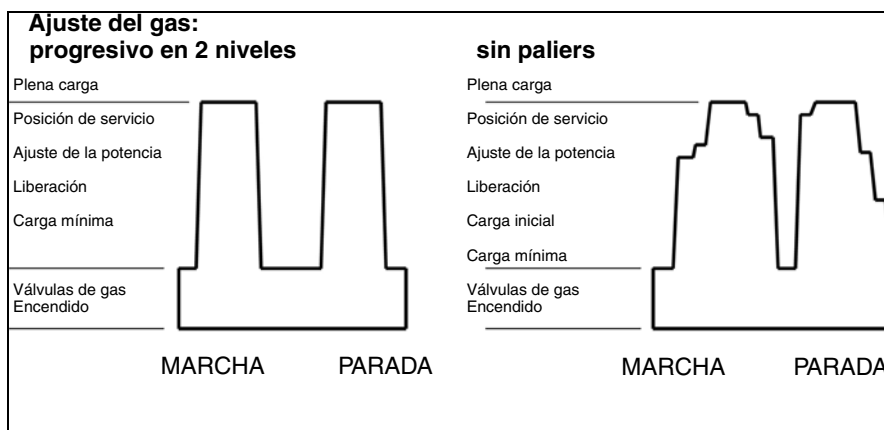 Ajuste del gas:
progresivo en 2 niveles
Plena carga
Posición de servicio
Ajuste de la potencia
Liberación
Carga mínima
Válvulas de gas
Encendido
MARCHA PARADA
sin paliers
Plena carga
Posición de servicio
Ajuste de la potencia
Liberación
Carga inicial
Carga mínima
Válvulas de gas
Encendido
MARCHA PARADA